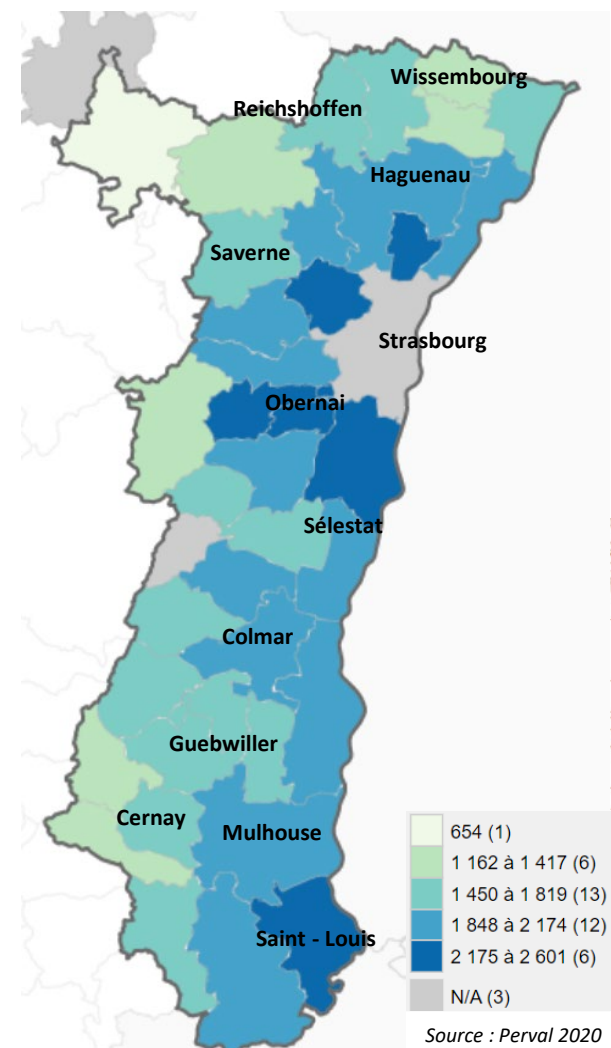 Wissembourg
Reichshoffen
Haguenau
Saverne
Strasbourg
Obernai
Sélestat
Colmar
Guebwiller
Cernay
Mulhouse
Saint - Louis
654 (1)
1 162 à 1 417 (6)
1 450 à 1 819 (13)
1 848 à 2 174 (12)
2 175 à 2 601 (6)
N/A (3)
Source : Perval 2020